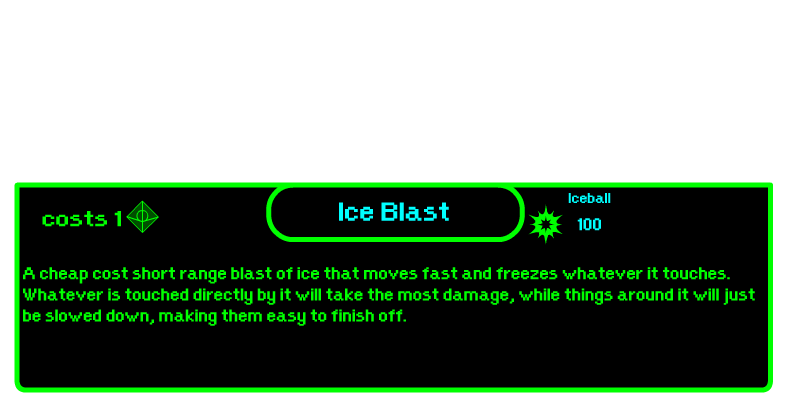 Ice Blast
costs 1
Iceball
100
A cheap cost short range blast of ice that moves fast and freezes whatever it touches.
Whatever is touched directly by it will take the most damage, while things around it will just
be slowed down, making them easy to finish off.